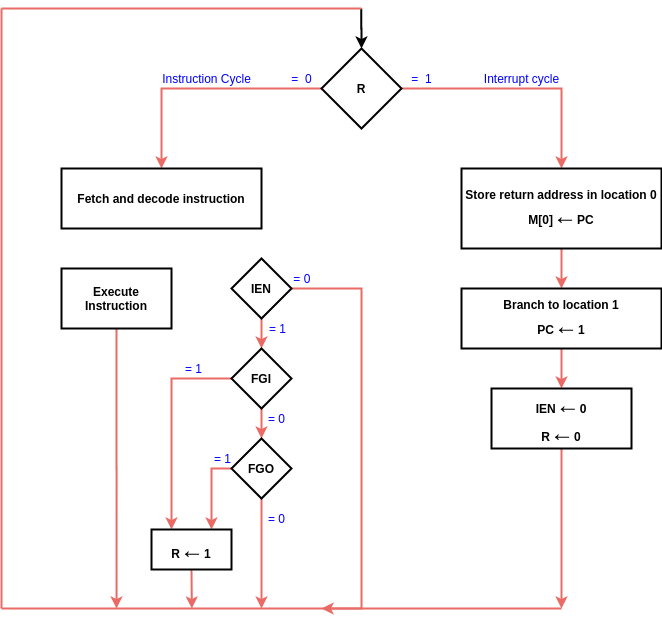 Instruction Cycle
= 0
= 1
Interrupt cycle
R
Fetch and decode instruction
Store return address in location 0
M[0] ← PC
Execute
Instruction
IEN
= 0
= 1
Branch to location 1
PC ← 1
FGI
= 1
= 0
IEN ← 0
R ← 0
FGO
= 1
= 0
R ← 1